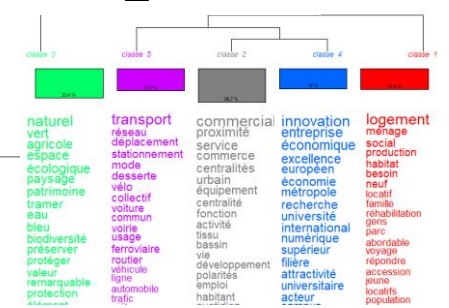 classe 3
classe 5
classe 2
classe 4
classe 1
naturel
vert
agricole
espace
écologique
paysage
patrimoine
tramer
eau
bleu
biodiversité
préserver
protéger
valeur
remarquable
protection
élément
transport
réseau
déplacement
stationnement
mode
desserte
vélo
collectif
voiture
commun
voirie
usage
ferroviaire
routier
véhicule
ligne
automobile
trafic
commercial
proximité
service
commerce
centralités
urbain
équipement
centralité
fonction
activité
tissu
bassin
vie
développement
polarités
emploi
habitant
quotidien
innovation
entreprise
économique
excellence
européen
économie
métropole
recherche
université
international
numérique
supérieur
filière
attractivité
universitaire
acteur
campus
logement
ménage
social
production
habitat
besoin
neuf
locatif
famille
réhabilitation
gens
parc
abordable
voyage
répondre
accession
jeune
locatifs
population